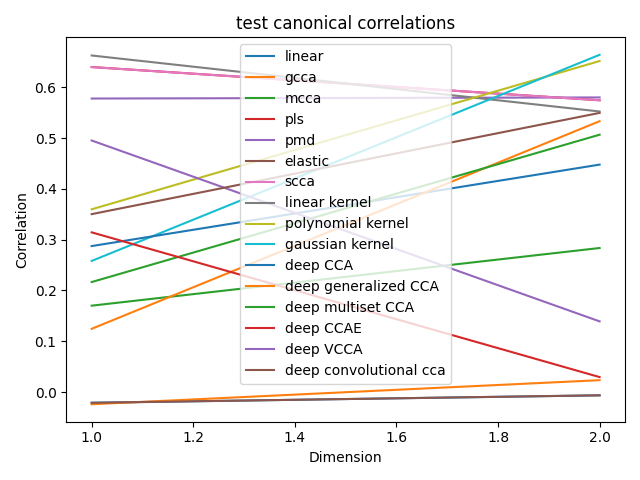 test canonical correlations
Correlation
0.6
0.5
0.4
0.3
0.2
0.1
0.0
linear
gcca
mcca
pls
pmd
elastic
scca
linear kernel
polynomial kernel
gaussian kernel
deep CCA
deep generalized CCA
deep multiset CCA
deep CCAE
deep VCCA
deep convolutional cca
1.0 1.2 1.4 1.6 1.8 2.0
Dimension